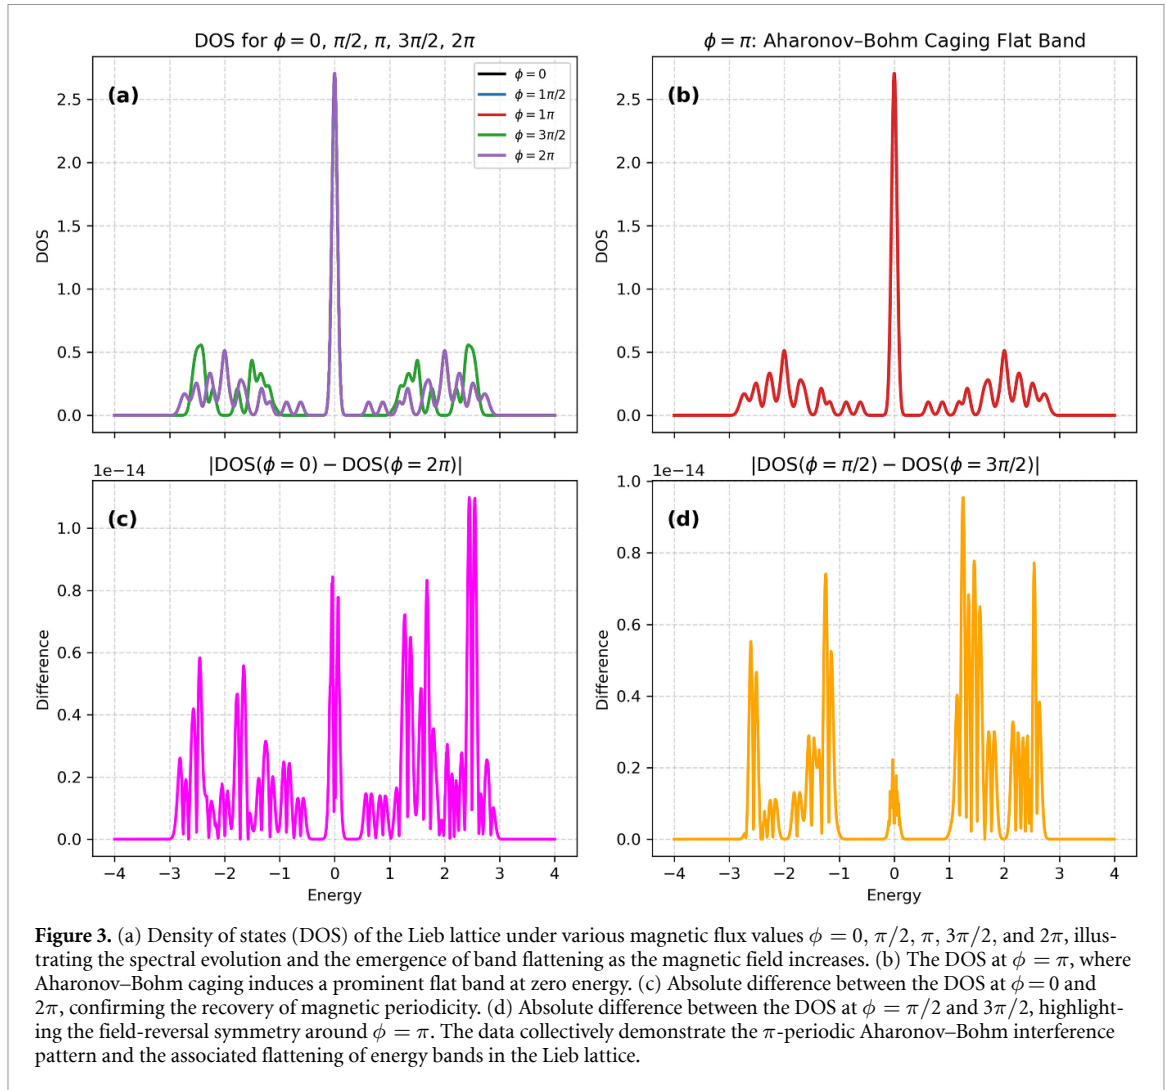 DOS for ϕ = 0, π/2, π, 3π/2, 2π
(a)
ϕ = 0
ϕ = 1π/2
ϕ = 1π
ϕ = 3π/2
ϕ = 2π
DOS
2.5
2.0
1.5
1.0
0.5
0.0
ϕ = π: Aharonov–Bohm Caging Flat Band
(b)
DOS
2.5
2.0
1.5
1.0
0.5
0.0
1e−14
|DOS(ϕ = 0) − DOS(ϕ = 2π)|
(c)
Difference
1.0
0.8
0.6
0.4
0.2
0.0
−4 −3 −2 −1 0 1 2 3 4
Energy
1e−14
|DOS(ϕ = π/2) − DOS(ϕ = 3π/2)|
(d)
Difference
1.0
0.8
0.6
0.4
0.2
0.0
−4 −3 −2 −1 0 1 2 3 4
Energy
Figure 3. (a) Density of states (DOS) of the Lieb lattice under various magnetic flux values ϕ = 0, π/2, π, 3π/2, and 2π, illus-
trating the spectral evolution and the emergence of band flattening as the magnetic field increases. (b) The DOS at ϕ = π, where
Aharonov–Bohm caging induces a prominent flat band at zero energy. (c) Absolute difference between the DOS at ϕ = 0 and
2π, confirming the recovery of magnetic periodicity. (d) Absolute difference between the DOS at ϕ = π/2 and 3π/2, highlight-
ing the field-reversal symmetry around ϕ = π. The data collectively demonstrate the π-periodic Aharonov–Bohm interference
pattern and the associated flattening of energy bands in the Lieb lattice.